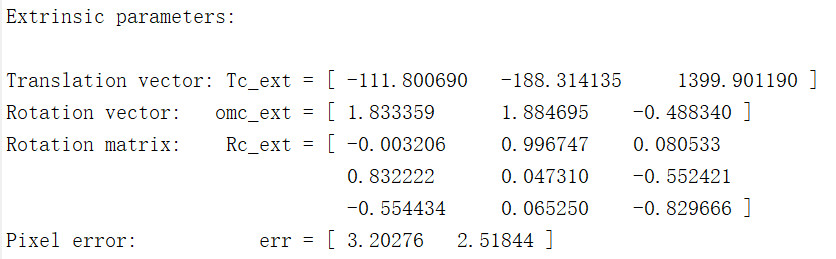 Extrinsic parameters:
Translation vector: Tc_ext = [ -111.800690 -188.314135 1399.901190 ]
Rotation vector: omc_ext = [ 1.833359 1.884695 -0.488340 ]
Rotation matrix: Rc_ext = [ -0.003206 0.996747 0.080533
0.832222 0.047310 -0.552421
-0.554434 0.065250 -0.829666 ]
Pixel error: err = [ 3.20276 2.51844 ]